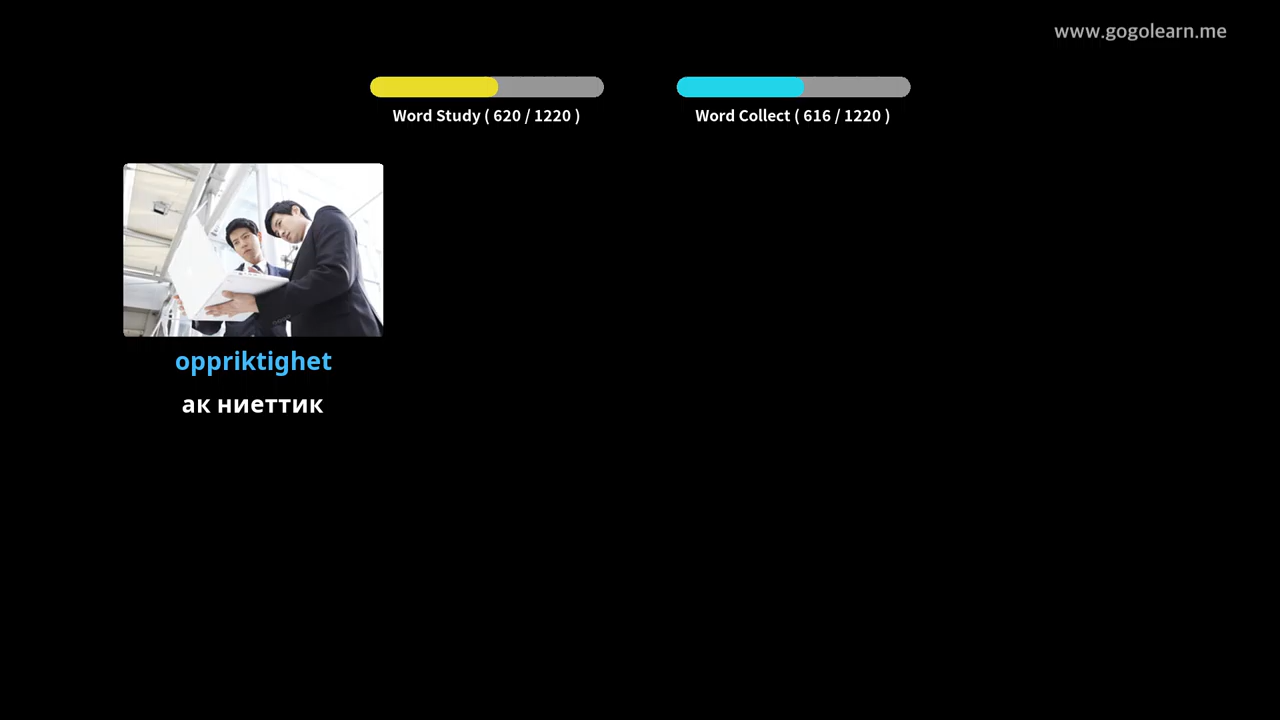 www.gogolearn.me
Word Study ( 620 / 1220 )
Word Collect ( 616 / 1220 )
oppriktighet
ак ниеттик